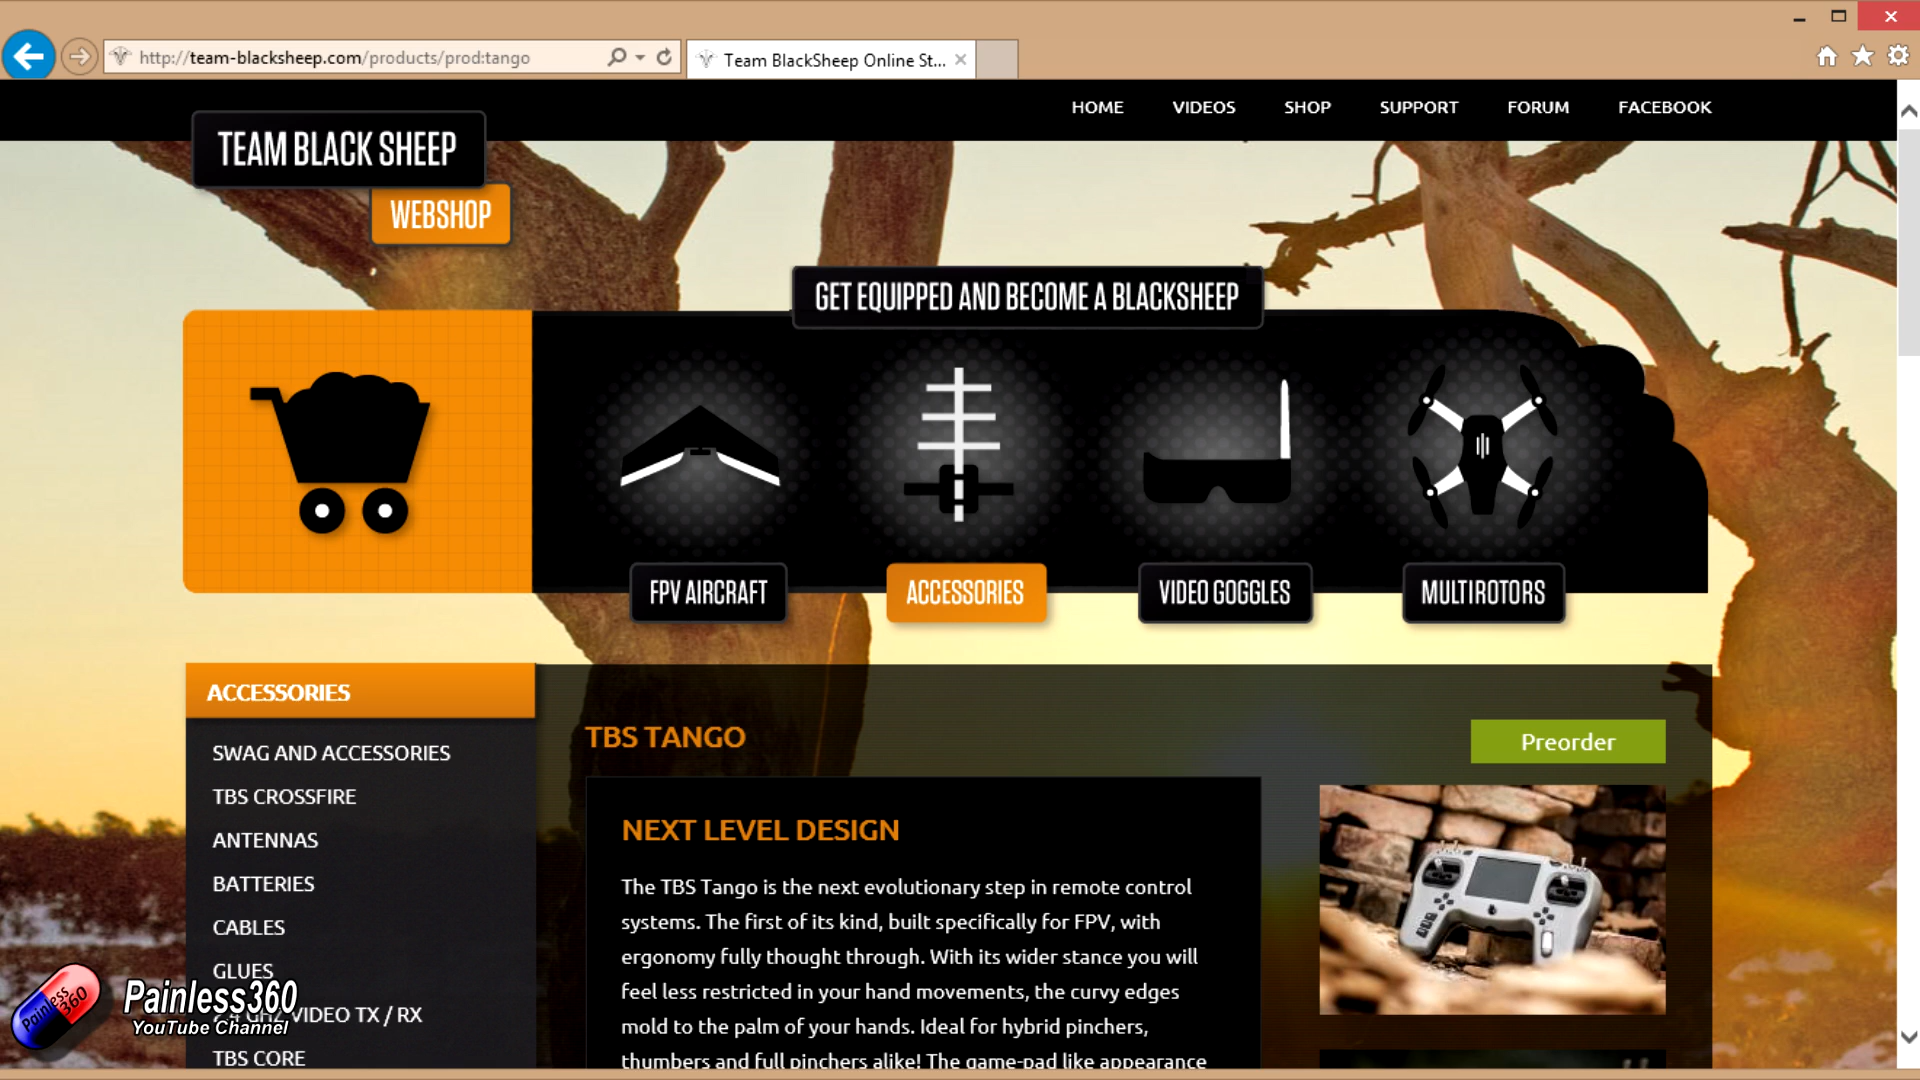 http://team-blacksheep.com/products/prod:tango
Team BlackSheep Online St...
HOME VIDEOS SHOP SUPPORT FORUM FACEBOOK
TEAM BLACK SHEEP
WEBSHOP
GET EQUIPPED AND BECOME A BLACKSHEEP
FPV AIRCRAFT
ACCESSORIES
VIDEO GOGGLES
MULTIROTORS
ACCESSORIES
SWAG AND ACCESSORIES
TBS CROSSFIRE
ANTENNAS
BATTERIES
CABLES
GLUES
GHZ VIDEO TX / RX
TBS CORE
TBS TANGO
Preorder
NEXT LEVEL DESIGN
The TBS Tango is the next evolutionary step in remote control
systems. The first of its kind, built specifically for FPV, with
ergonomy fully thought through. With its wider stance you will
feel less restricted in your hand movements, the curvy edges
mold to the palm of your hands. Ideal for hybrid pinchers,
thumbers and full pinchers alike! The game-pad like appearance
Painless 360
Painless360
YouTube Channel